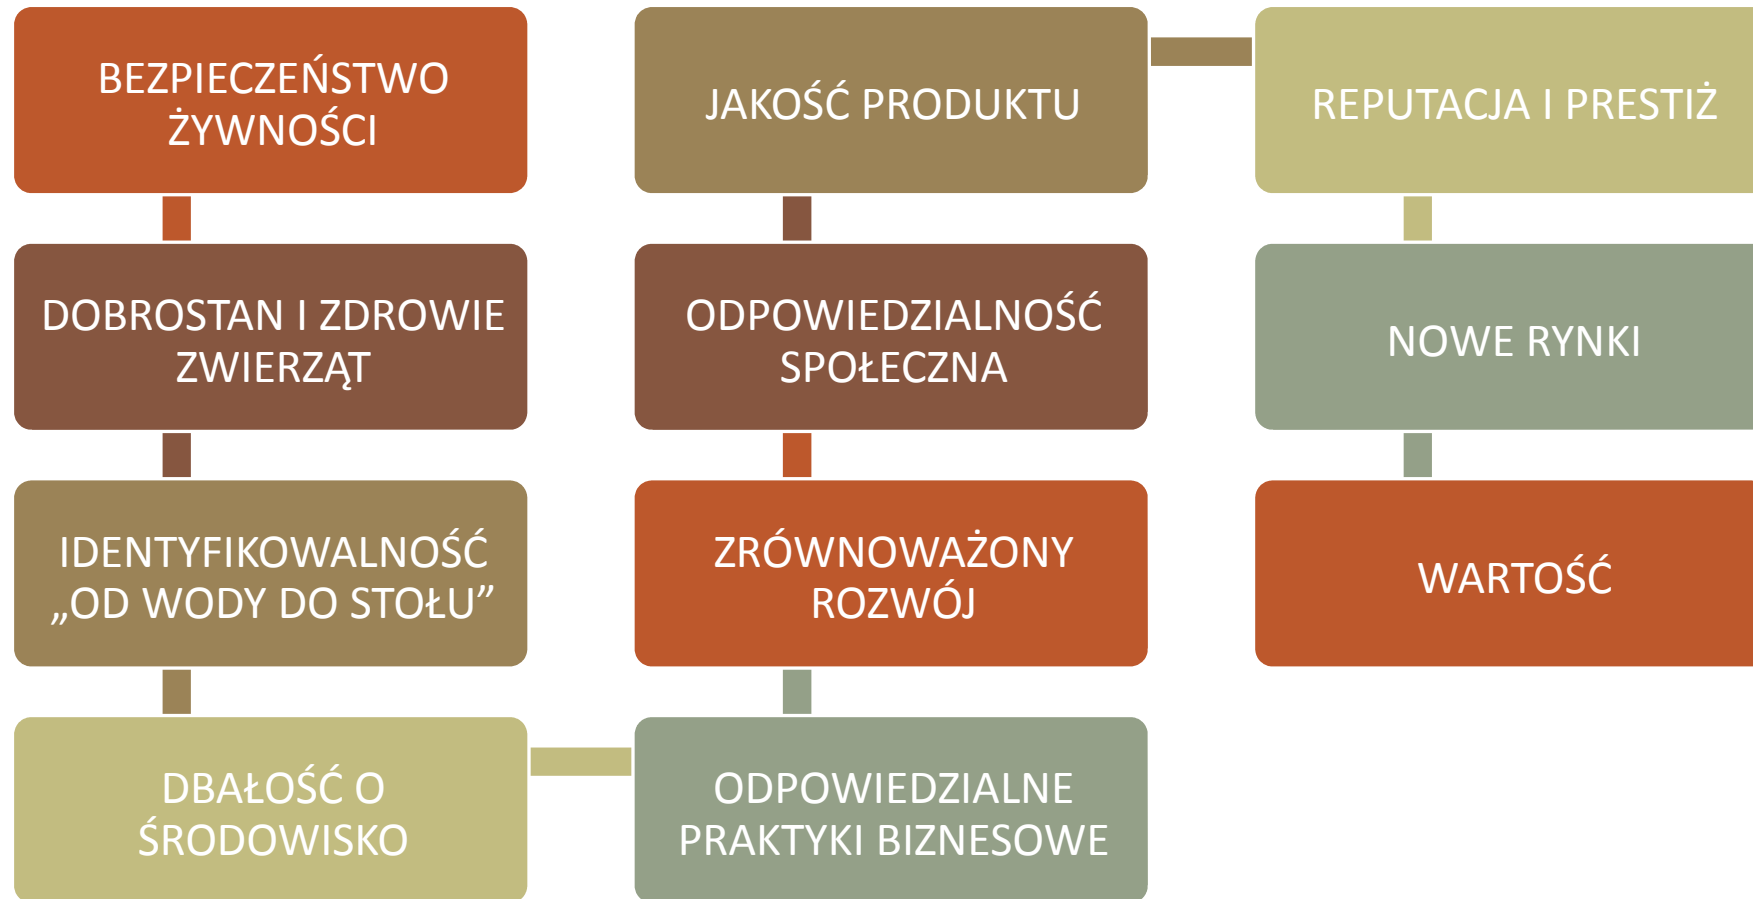 BEZPIECZEŃSTWO
ŻYWNOŚCI
DOBROSTAN I ZDROWIE
ZWIERZĄT
IDENTYFIKOWALNOŚĆ
„OD WODY DO STOŁU”
DBAŁOŚĆ O
ŚRODOWISKO
ODPOWIEDZIALNE
PRAKTYKI BIZNESOWE
ZRÓWNOWAŻONY
ROZWÓJ
ODPOWIEDZIALNOŚĆ
SPOŁECZNA
JAKOŚĆ PRODUKTU
REPUTACJA I PRESTIŻ
NOWE RYNKI
WARTOŚĆ